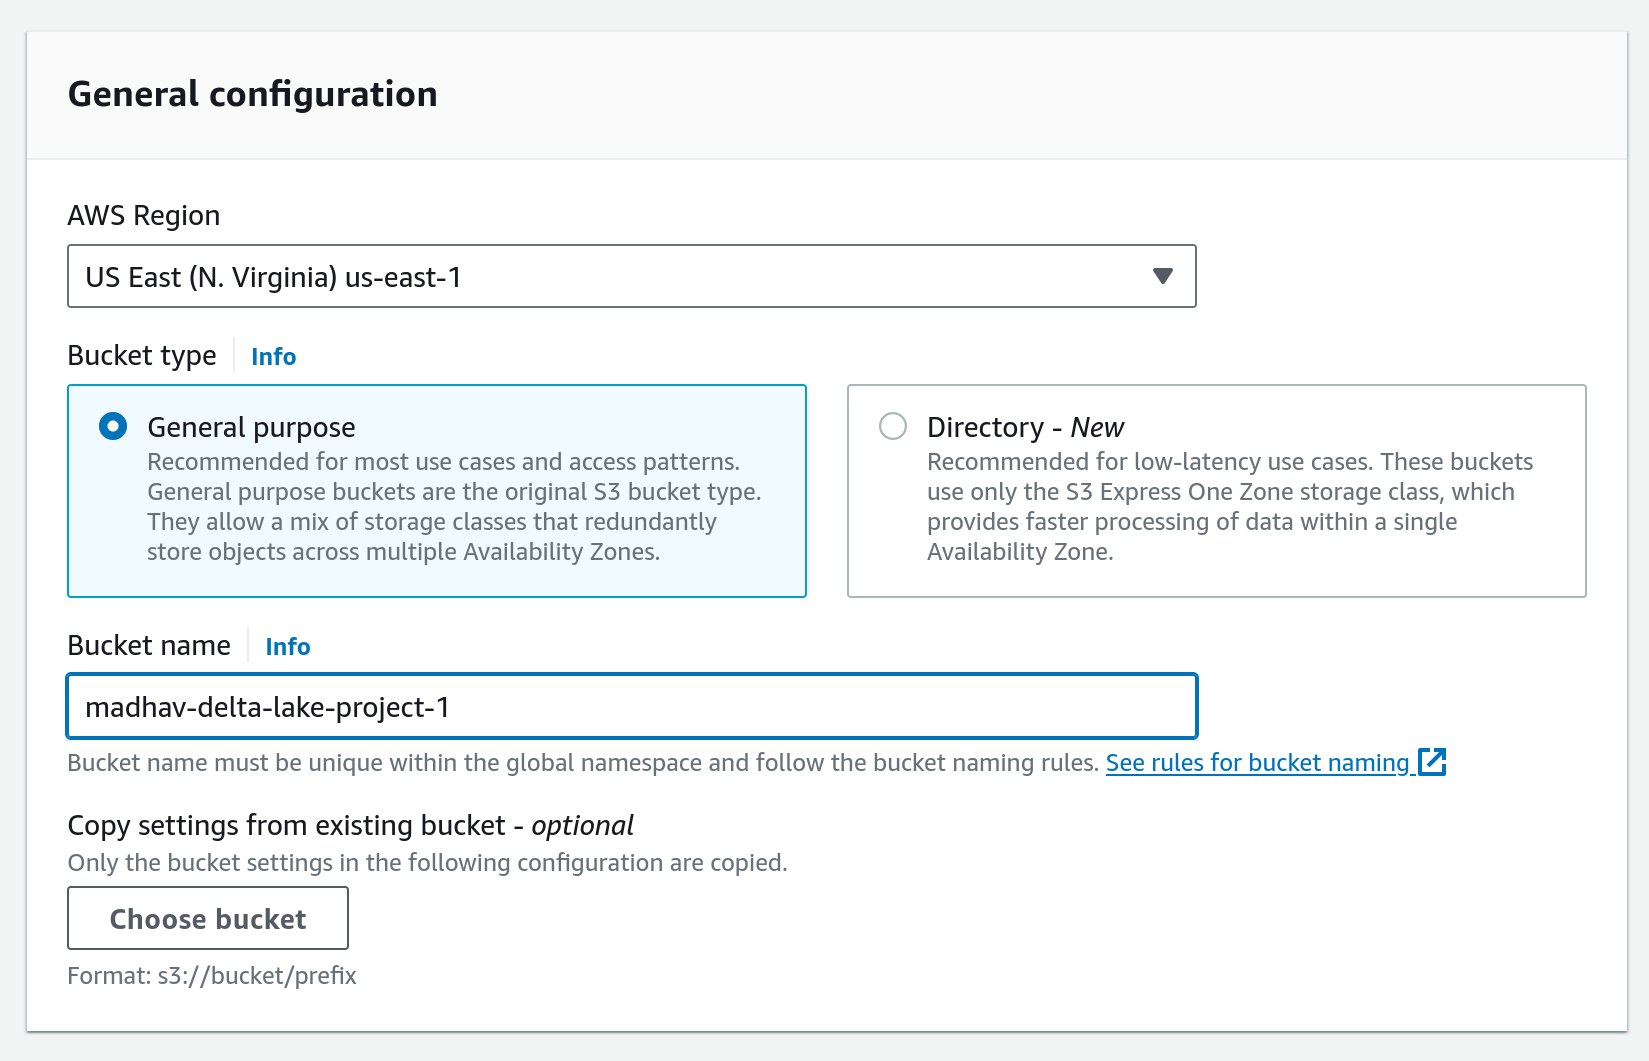 General configuration
AWS Region
US East (N. Virginia) us-east-1
Bucket type Info
General purpose
Recommended for most use cases and access patterns.
General purpose buckets are the original S3 bucket type.
They allow a mix of storage classes that redundantly
store objects across multiple Availability Zones.
Directory - New
Recommended for low-latency use cases. These buckets
use only the S3 Express One Zone storage class, which
provides faster processing of data within a single
Availability Zone.
Bucket name Info
madhav-delta-lake-project-1
Bucket name must be unique within the global namespace and follow the bucket naming rules. See rules for bucket naming
Copy settings from existing bucket - optional
Only the bucket settings in the following configuration are copied.
Choose bucket
Format: s3://bucket/prefix